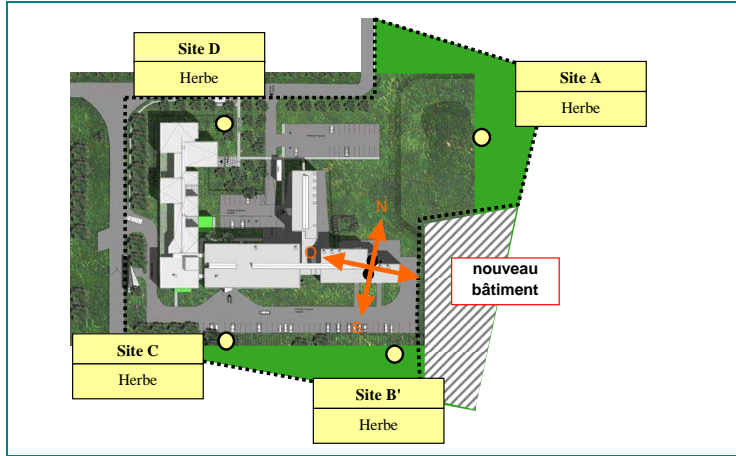 Site D
Herbe
Site A
Herbe
N
O
S
nouveau
bâtiment
Site C
Herbe
Site B'
Herbe